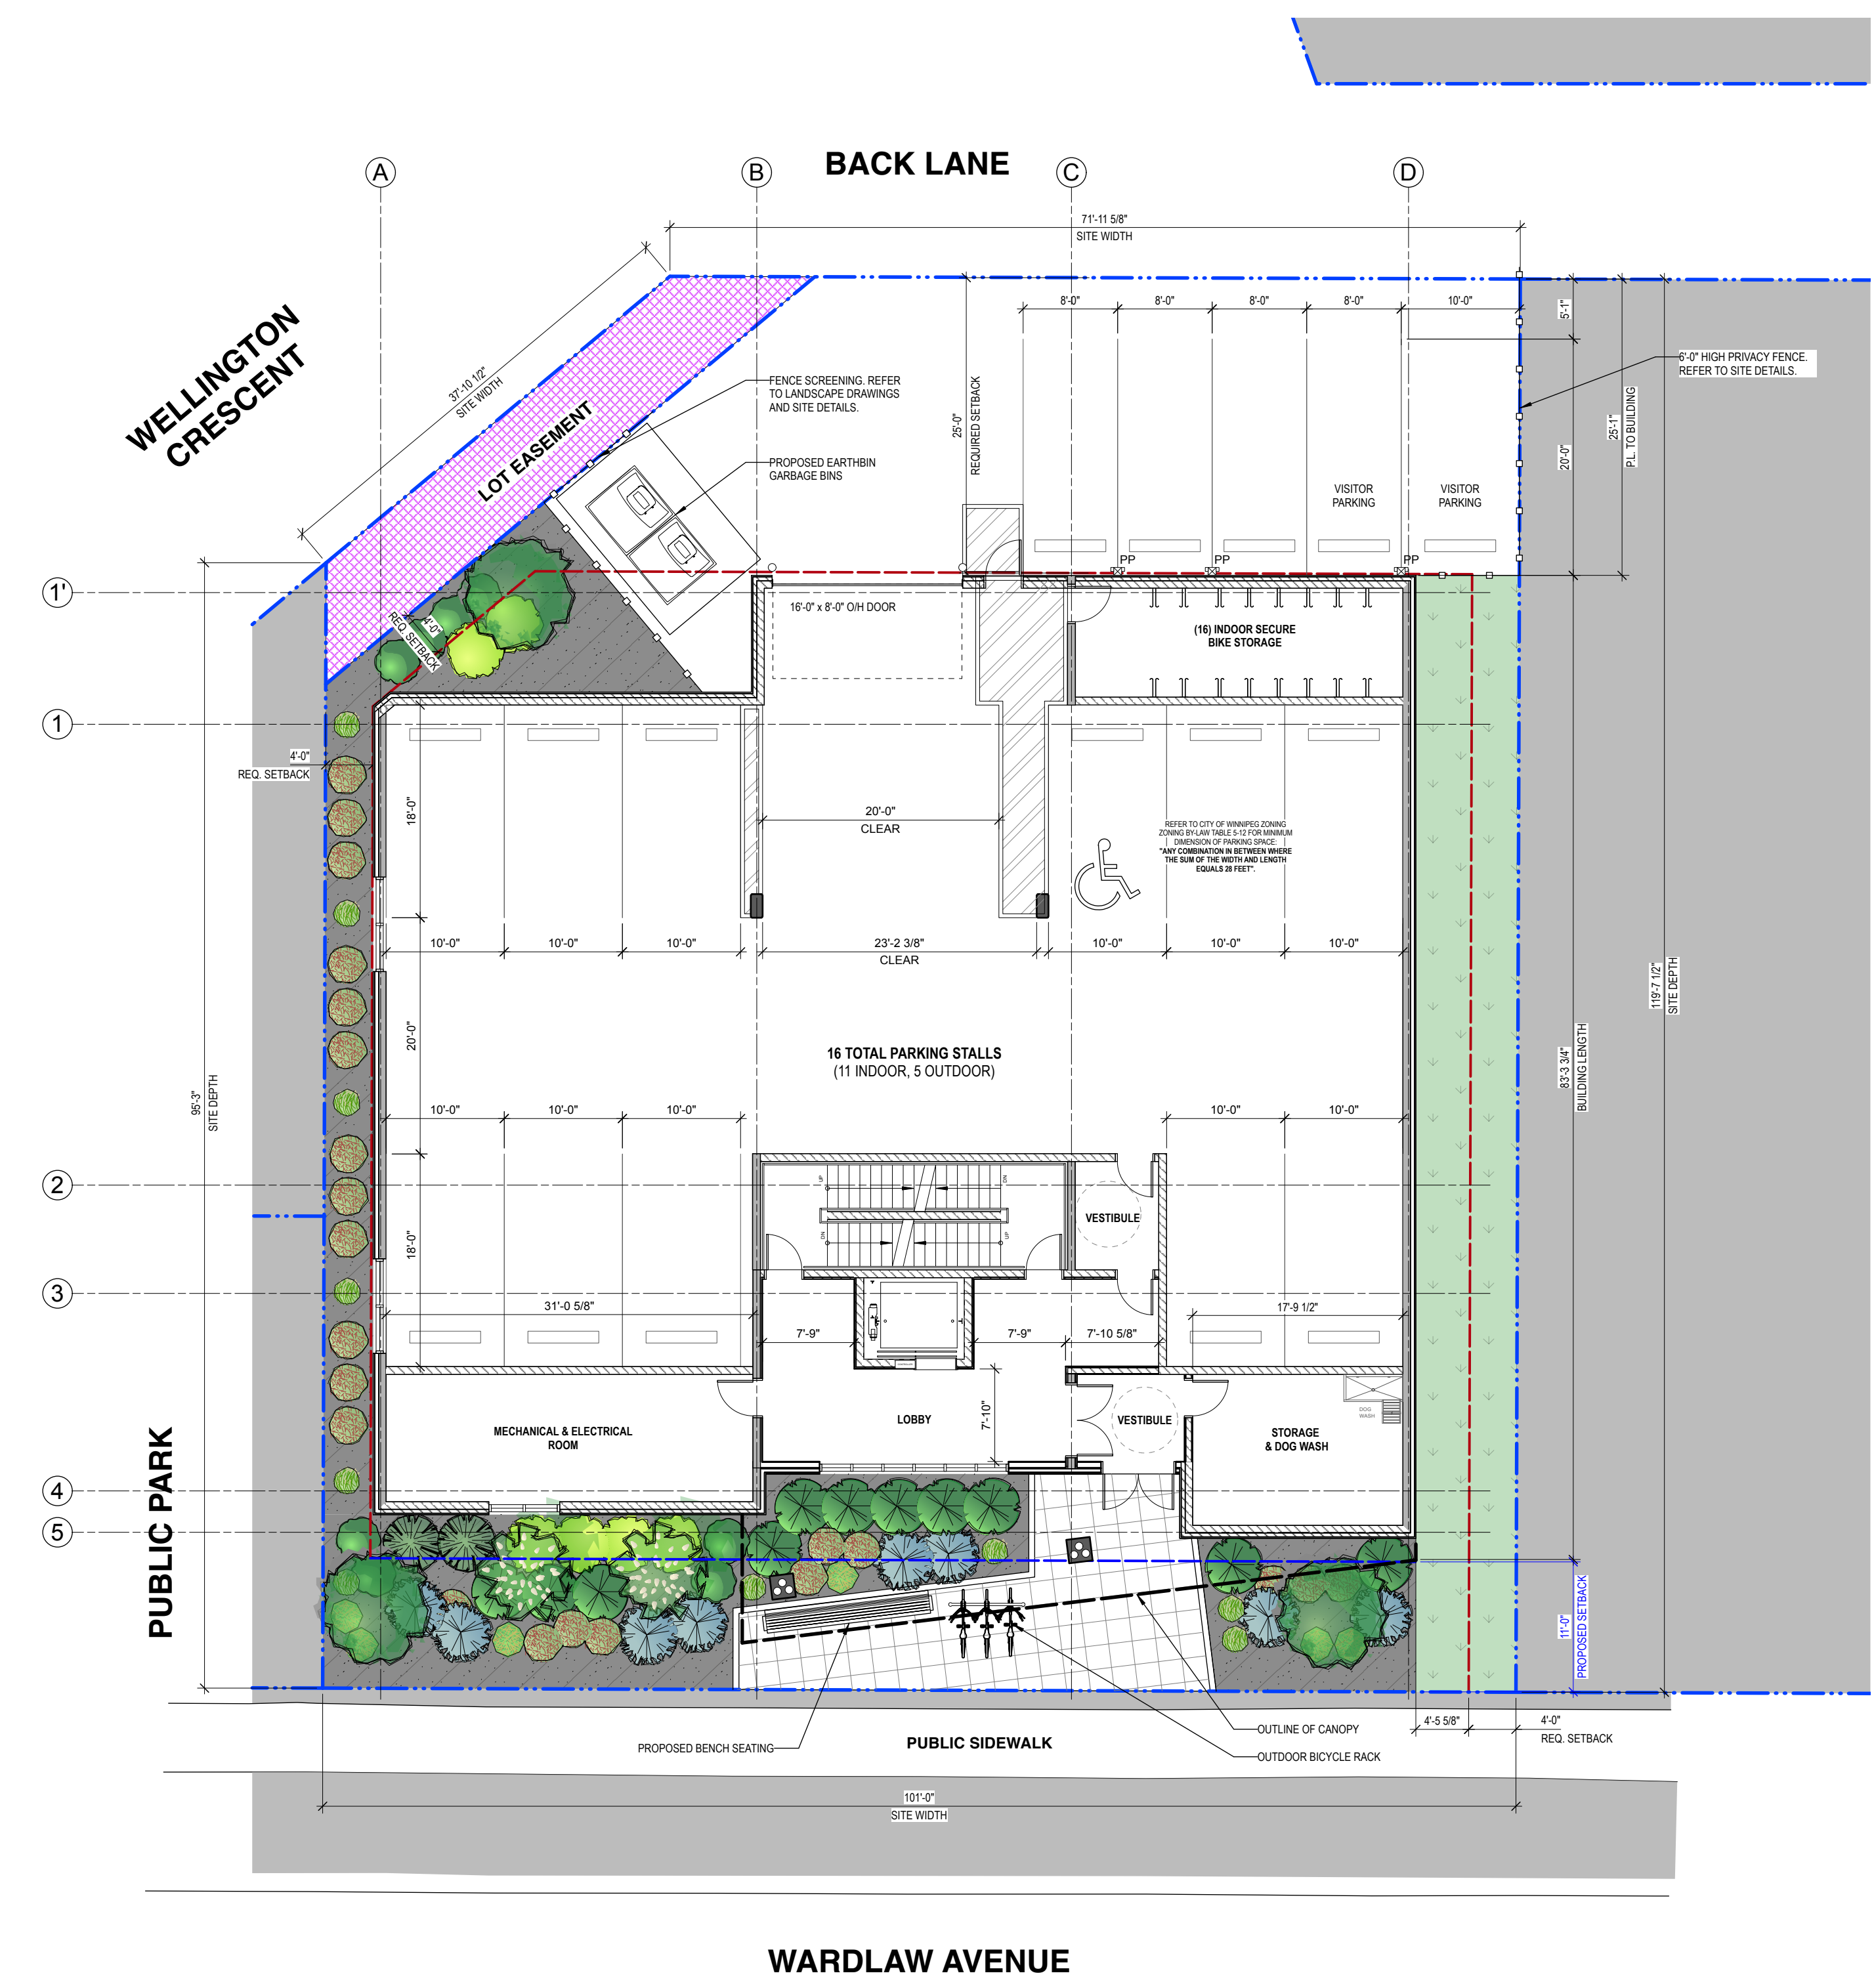 BACK LANE
A
B
C
D
71'-11 5/8"
SITE WIDTH
8'-0"
8'-0"
8'-0"
8'-0"
10'-0"
5'-1"
WELLINGTON
CRESCENT
37'-10 1/2"
SITE WIDTH
LOT EASEMENT
FENCE SCREENING. REFER
TO LANDSCAPE DRAWINGS
AND SITE DETAILS.
25'-0"
REQUIRED SETBACK
6'-0" HIGH PRIVACY FENCE.
REFER TO SITE DETAILS.
20'-0"
25'-1"
P.L. TO BUILDING
PROPOSED EARTHBIN
GARBAGE BINS
VISITOR
PARKING
VISITOR
PARKING
PP
PP
PP
1'
16'-0" x 8'-0" O/H DOOR
4'-0"
REQ. SETBACK
(16) INDOOR SECURE
BIKE STORAGE
1
4'-0"
REQ. SETBACK
18'-0"
20'-0"
CLEAR
REFER TO CITY OF WINNIPEG ZONING
ZONING BY-LAW TABLE 5-12 FOR MINIMUM
DIMENSION OF PARKING SPACE:
"ANY COMBINATION IN BETWEEN WHERE
THE SUM OF THE WIDTH AND LENGTH
EQUALS 28 FEET".
10'-0"
10'-0"
10'-0"
23'-2 3/8"
CLEAR
10'-0"
10'-0"
10'-0"
119'-7 1/2"
SITE DEPTH
20'-0"
16 TOTAL PARKING STALLS
(11 INDOOR, 5 OUTDOOR)
83'-3 3/4"
BUILDING LENGTH
95'-3"
SITE DEPTH
10'-0"
10'-0"
10'-0"
10'-0"
10'-0"
2
UP
DN
DN
UP
VESTIBULE
18'-0"
3
31'-0 5/8"
7'-9"
7'-9"
7'-10 5/8"
17'-9 1/2"
MECHANICAL & ELECTRICAL
ROOM
LOBBY
7'-10"
VESTIBULE
STORAGE
& DOG WASH
DOG
WASH
4
5
PUBLIC PARK
11'-0"
PROPOSED SETBACK
4'-5 5/8"
4'-0"
REQ. SETBACK
PROPOSED BENCH SEATING
PUBLIC SIDEWALK
OUTLINE OF CANOPY
OUTDOOR BICYCLE RACK
101'-0"
SITE WIDTH
WARDLAW AVENUE